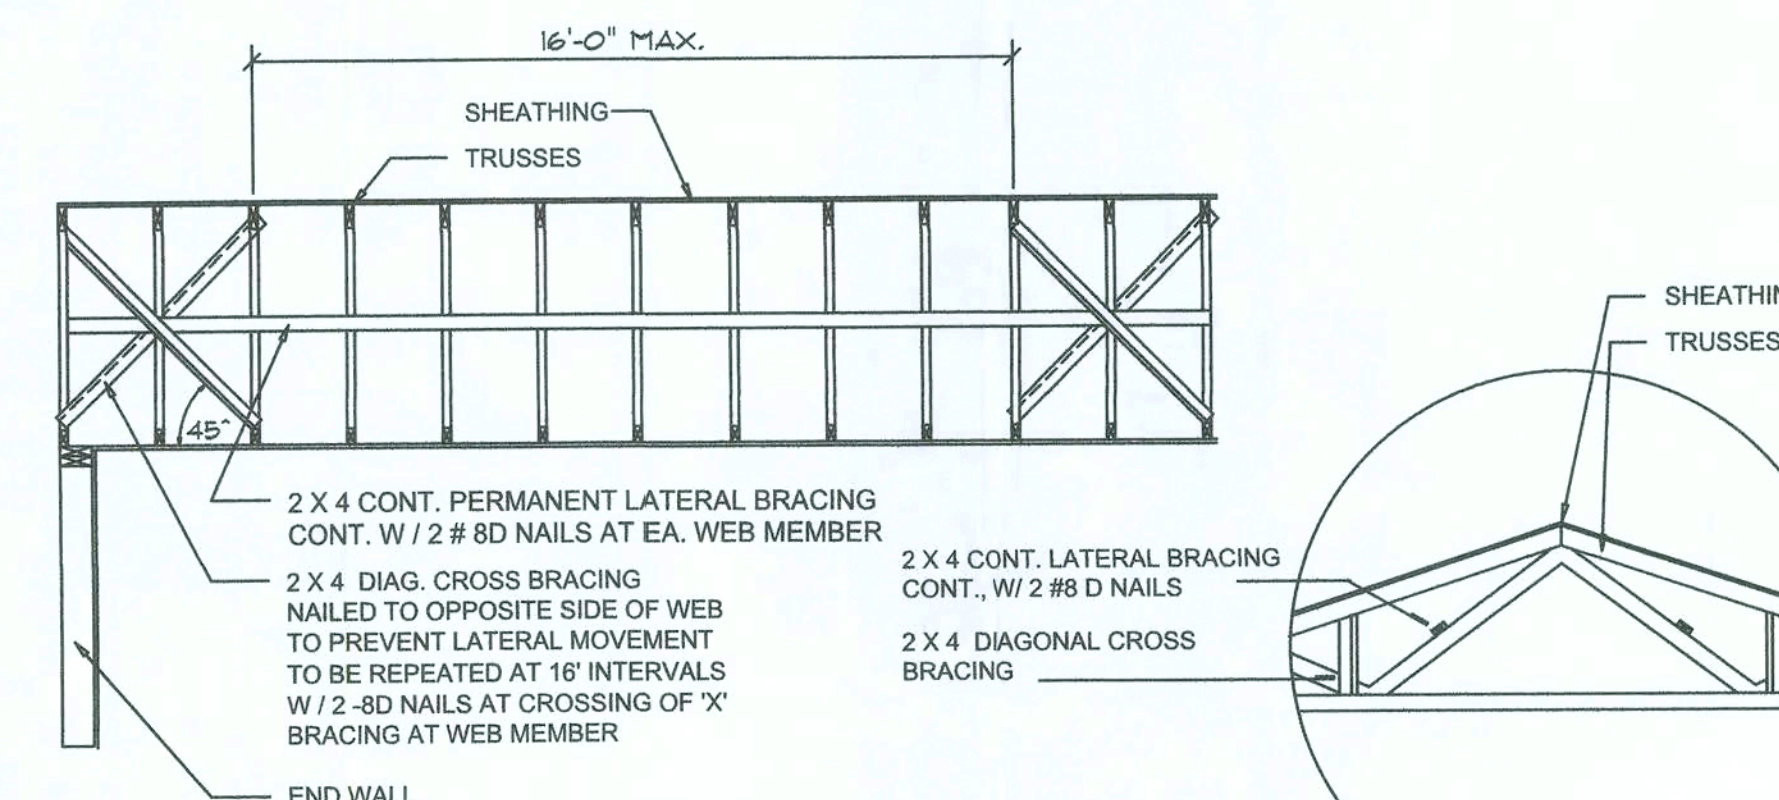 16'-0" MAX.
SHEATHING
TRUSSES
45°
2 X 4 CONT. PERMANENT LATERAL BRACING
CONT. W / 2 # 8D NAILS AT EA. WEB MEMBER
2 X 4 DIAG. CROSS BRACING
NAILED TO OPPOSITE SIDE OF WEB
TO PREVENT LATERAL MOVEMENT
TO BE REPEATED AT 16' INTERVALS
W / 2 -8D NAILS AT CROSSING OF 'X'
BRACING AT WEB MEMBER
END WALL
2 X 4 CONT. LATERAL BRACING
CONT., W/ 2 #8 D NAILS
2 X 4 DIAGONAL CROSS
BRACING
TRUSSES